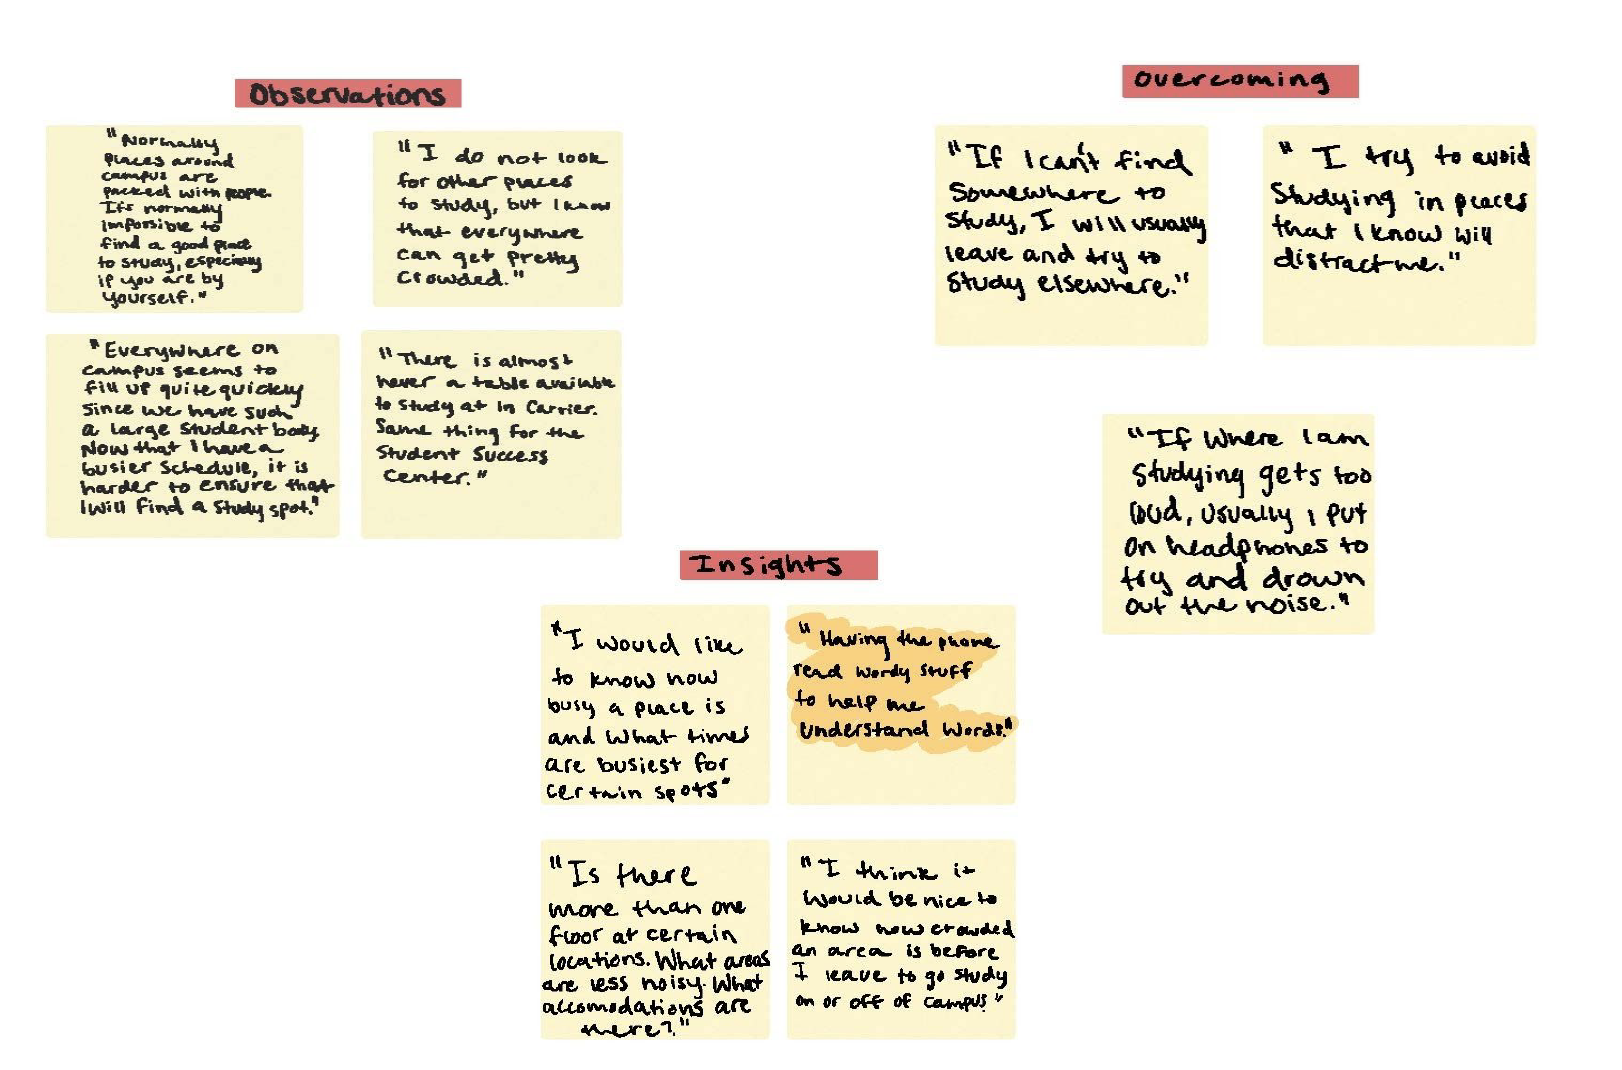 Observations
"Normally
places around
campus are
packed with people.
It's normally
impossible to
find a good place
to study, especially
if you are by
yourself."
"I do not look
for other places
to study, but I know
that everywhere
can get pretty
crowded."
"Everywhere on
campus seems to
fill up quite quickly
since we have such
a large student body.
Now that I have a
busier schedule, it is
harder to ensure that
I will find a study spot."
"There is almost
never a table available
to study at in Carrier.
Same thing for the
Student Success
Center."
overcoming
"If I can't find
somewhere to
study, I will usually
leave and try to
study elsewhere."
" I try to avoid
studying in places
that I know will
distract me."
"If where I am
studying gets too
loud, usually I put
on headphones to
try and drown
out the noise."
Insights
"I would like
to know how
busy a place is
and what times
are busiest for
certain spots"
"Having the phone
read wordy stuff
to help me
understand words."
"Is there
more than one
floor at certain
locations. What areas
are less noisy. What
accomodations are
there?."
"I think it
would be nice to
know how crowded
an area is before
I leave to go study
on or off of campus"